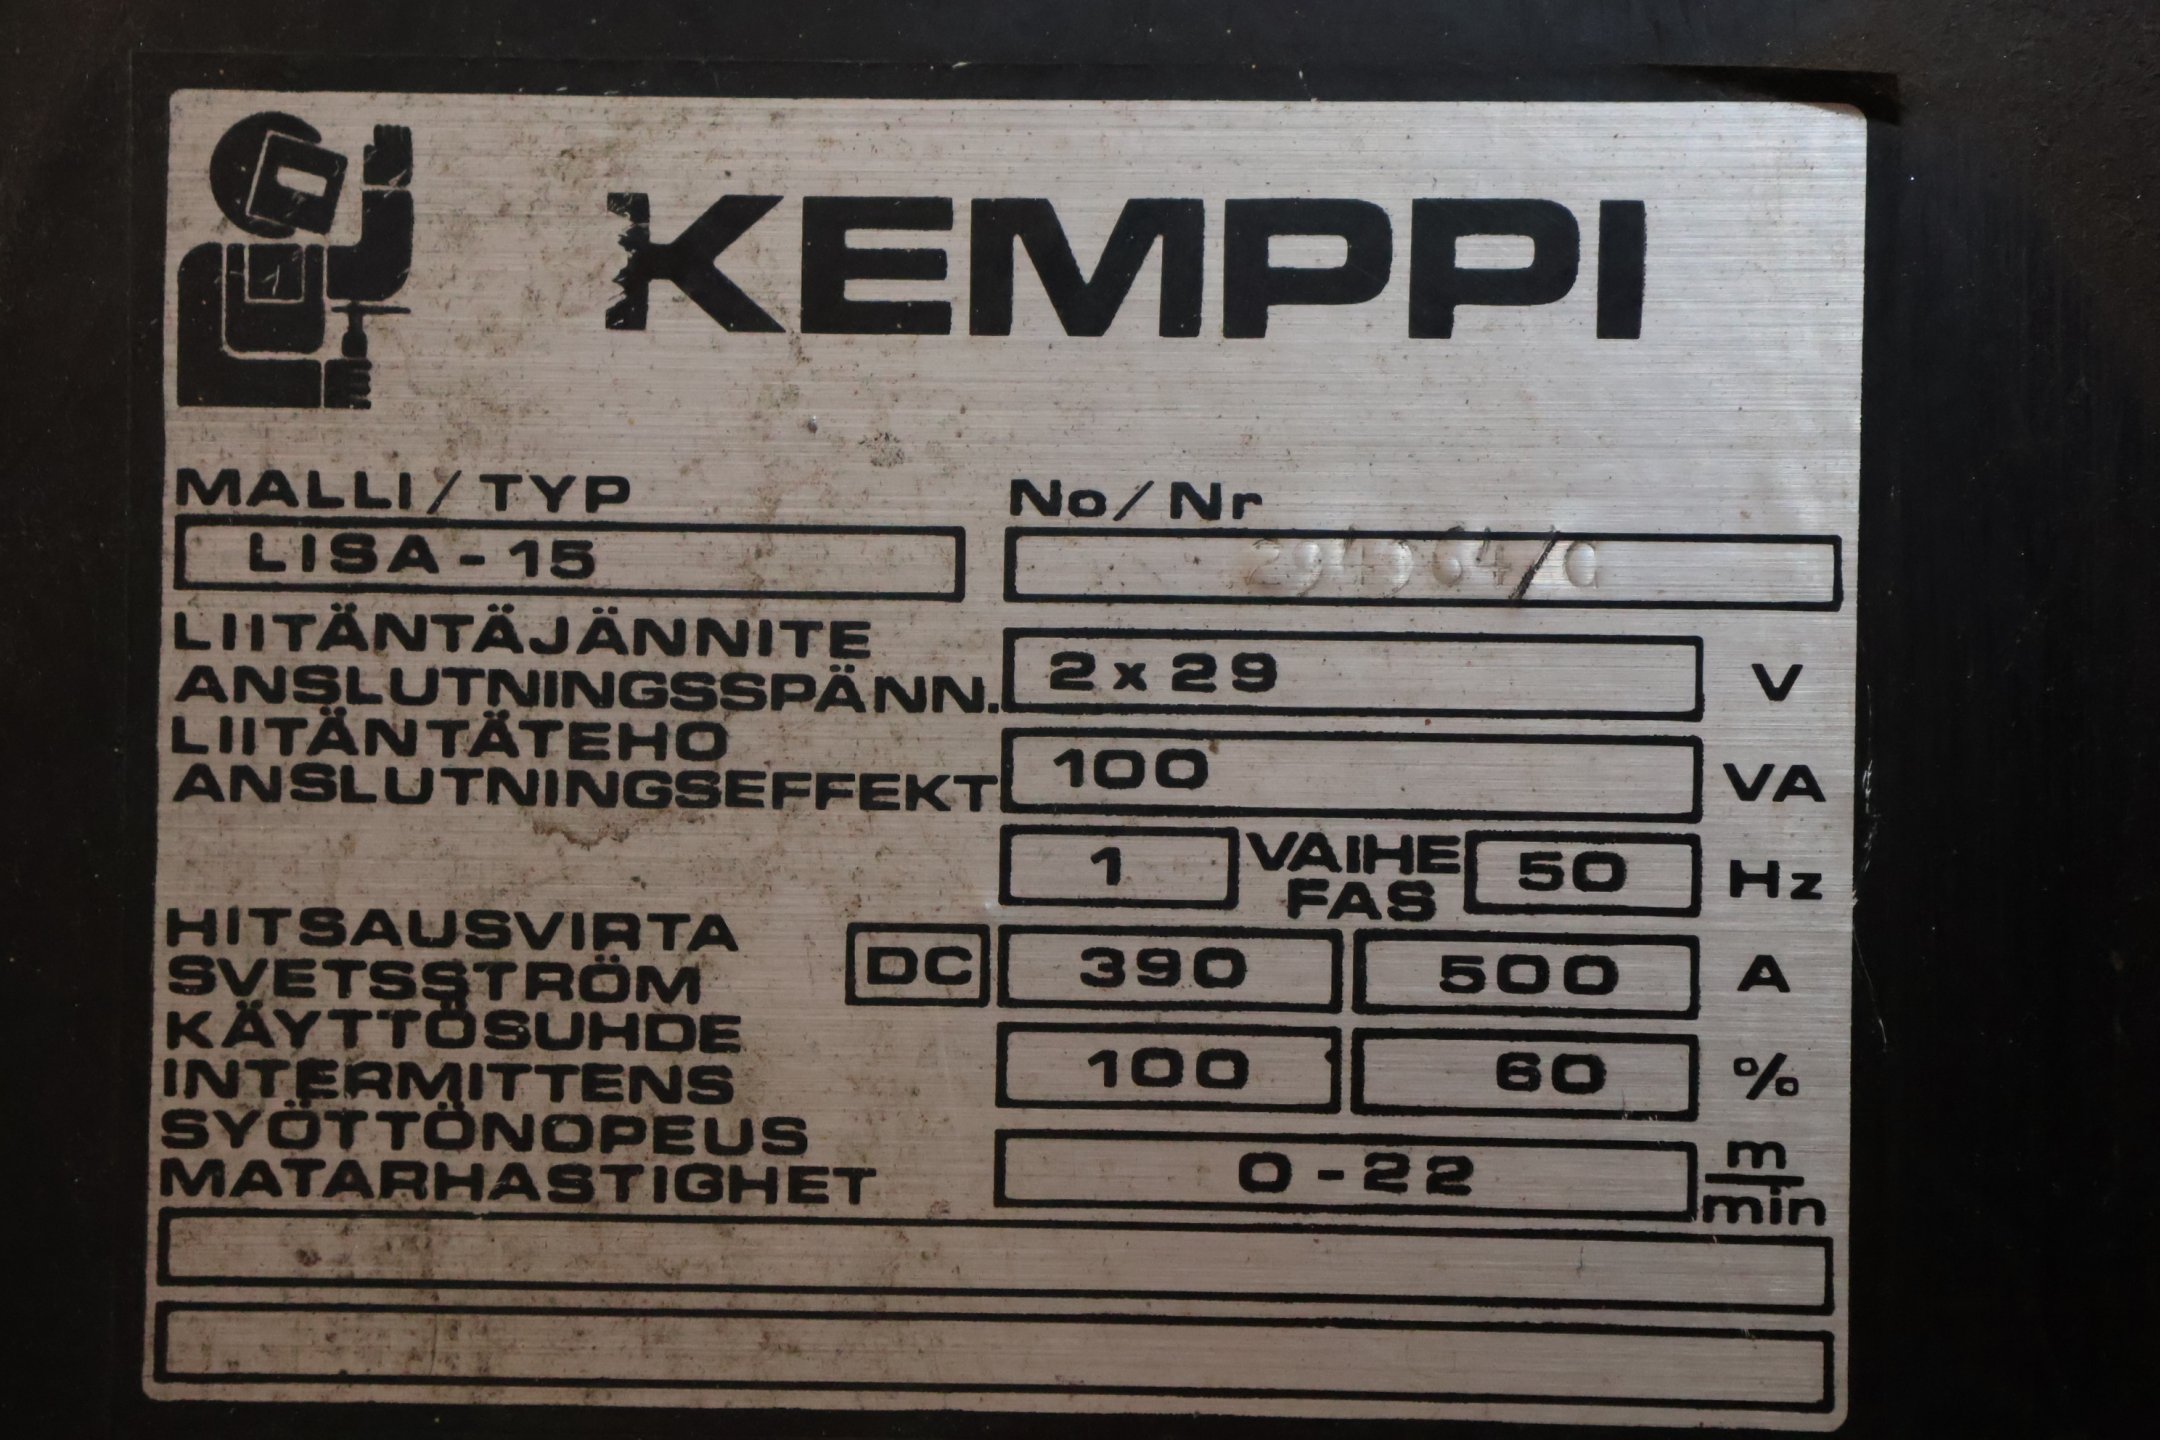 KEMPPI
MALLI/TYP No/Nr
LISA-15
LIITÄNTÄJÄNNITE
ANSLUTNINGSSPÄNN. 2x29 V
LIITÄNTÄTEHO
ANSLUTNINGSEFFEKT 100 VA
1 VAIHE FAS 50 Hz
HITSAUSVIRTA
SVETSSTRÖM DC 390 500 A
KÄYTTÖSUHDE
INTERMITTENS 100 60 %
SYÖTTÖNOPEUS
MATARHASTIGHET 0-22 m/min